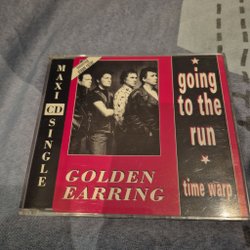 MAXI CD SINGLE
going
to the
run
time warp
GOLDEN
EARRING